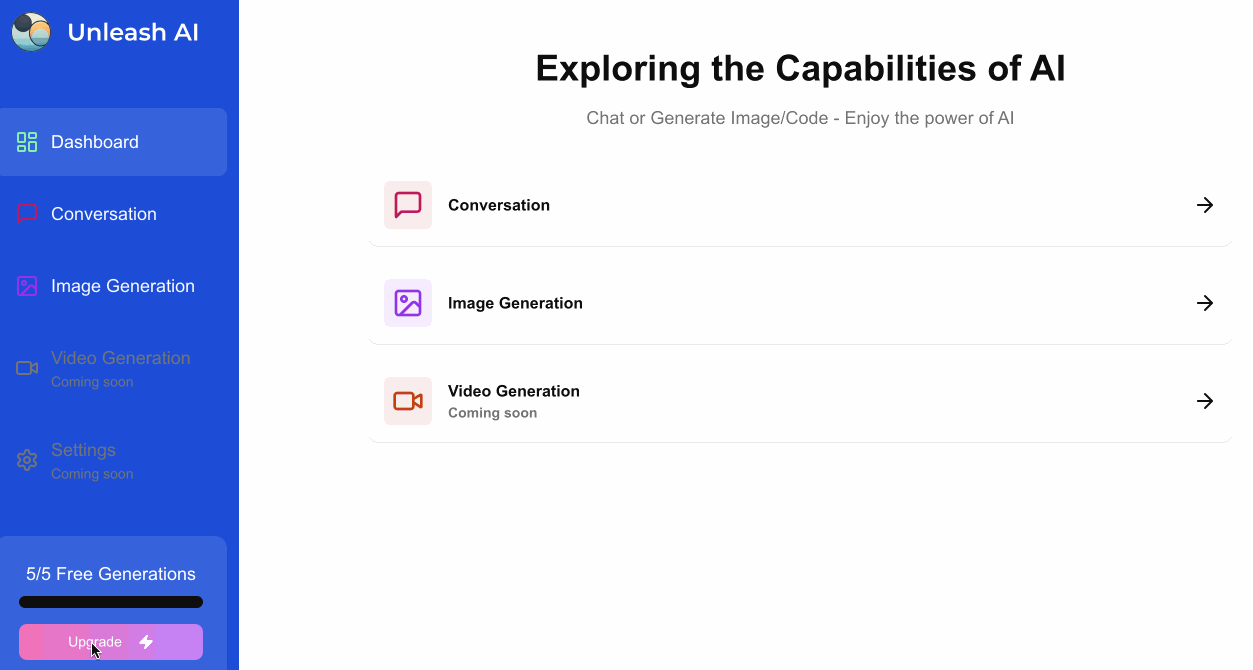 Unleash AI
Dashboard
Conversation
Image Generation
Video Generation
Coming soon
Settings
Coming soon
5/5 Free Generations
Upgrade
Exploring the Capabilities of AI
Chat or Generate Image/Code - Enjoy the power of AI
Conversation
Image Generation
Video Generation
Coming soon